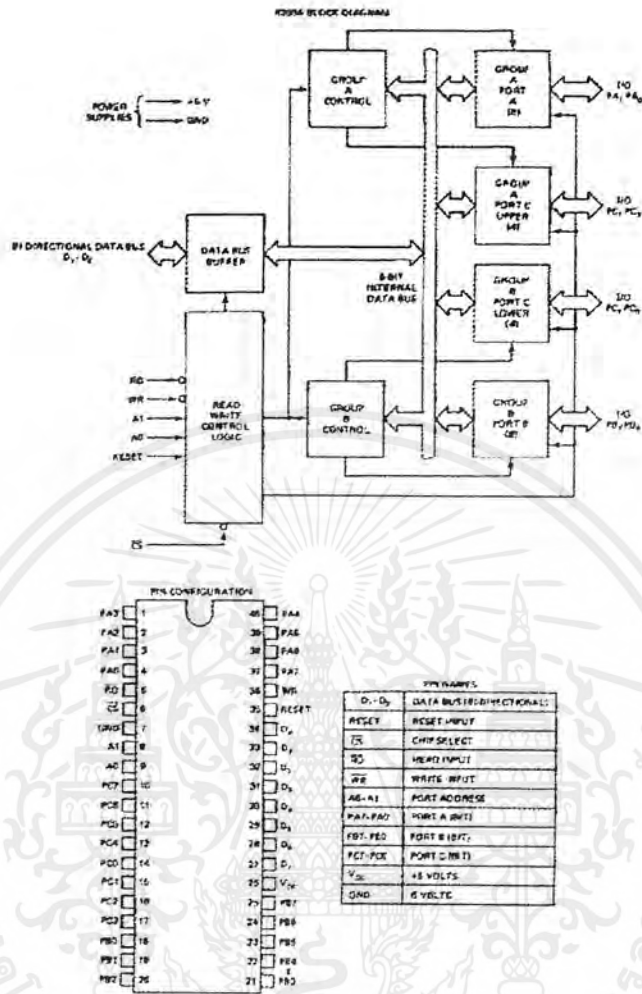 8255A BLOCK DIAGRAM
POWER SUPPLIES
+5 V
GND
GROUP A CONTROL
GROUP A PORT A (8)
I/O PA7 PA0
GROUP A PORT C UPPER (4)
I/O PC7 PC4
BI DIRECTIONAL DATA BUS D7-D0
DATA BUS BUFFER
8-BIT INTERNAL DATA BUS
GROUP B PORT C LOWER (4)
I/O PC3 PC0
RD
WR
A1
A0
RESET
READ WRITE CONTROL LOGIC
GROUP B CONTROL
GROUP B PORT B (8)
I/O PB7 PB0
CS
PIN CONFIGURATION
PA3 1 40 PA4
PA2 2 39 PA5
PA1 3 38 PA6
PA0 4 37 PA7
RD 5 36 WR
CS 6 35 RESET
GND 7 34 D0
A1 8 33 D1
A0 9 32 D2
PC7 10 31 D3
PC6 11 30 D4
PC5 12 29 D5
PC4 13 28 D6
PC0 14 27 D7
PC1 15 26 VCC
PC2 16 25 PB7
PC3 17 24 PB6
PB0 18 23 PB5
PB1 19 22 PB4
PB2 20 21 PB3
PIN NAMES
D7-D0 DATA BUS (BI DIRECTIONAL)
RESET RESET INPUT
CS CHIP SELECT
RD READ INPUT
WR WRITE INPUT
A0-A1 PORT ADDRESS
PA7-PA0 PORT A (BIT)
PB7-PB0 PORT B (BIT)
PC7-PC0 PORT C (BIT)
VCC +5 VOLTS
GND 0 VOLTS